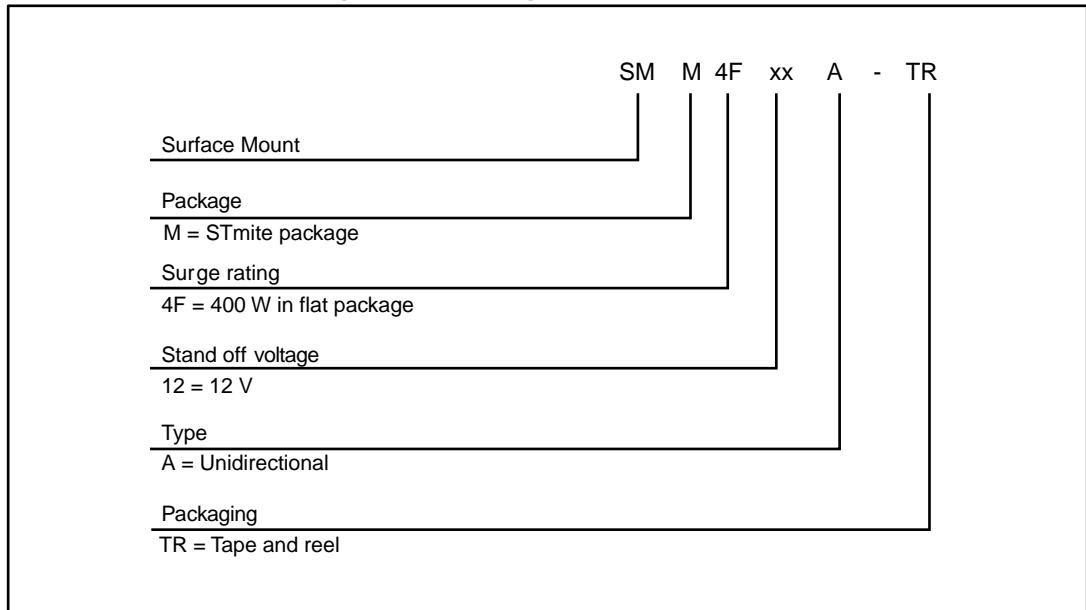 SM M 4F xx A - TR
Surface Mount
Package
M = STmite package
Surge rating
4F = 400 W in flat package
Stand off voltage
12 = 12 V
Type
A = Unidirectional
Packaging
TR = Tape and reel